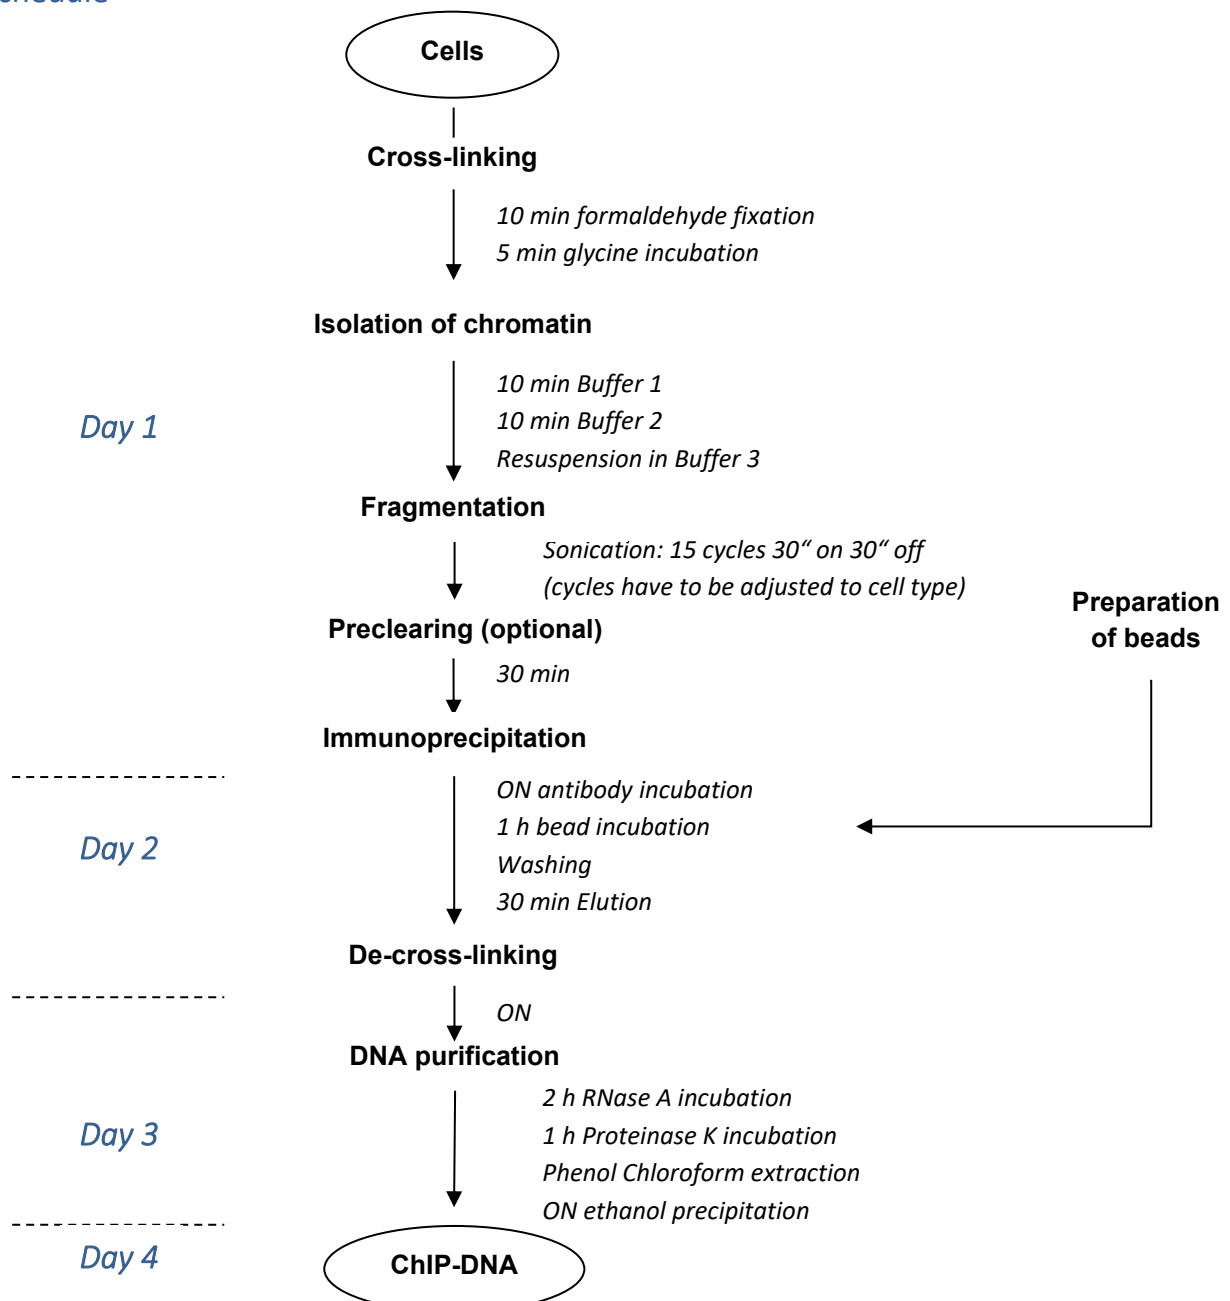 Cells
Cross-linking
10 min formaldehyde fixation
5 min glycine incubation
Isolation of chromatin
10 min Buffer 1
10 min Buffer 2
Resuspension in Buffer 3
Day 1
Fragmentation
Sonication: 15 cycles 30“ on 30“ off
(cycles have to be adjusted to cell type)
Preparation
of beads
Preclearing (optional)
30 min
Immunoprecipitation
ON antibody incubation
1 h bead incubation
Washing
30 min Elution
Day 2
De-cross-linking
ON
DNA purification
2 h RNase A incubation
1 h Proteinase K incubation
Phenol Chloroform extraction
ON ethanol precipitation
Day 3
Day 4
ChIP-DNA